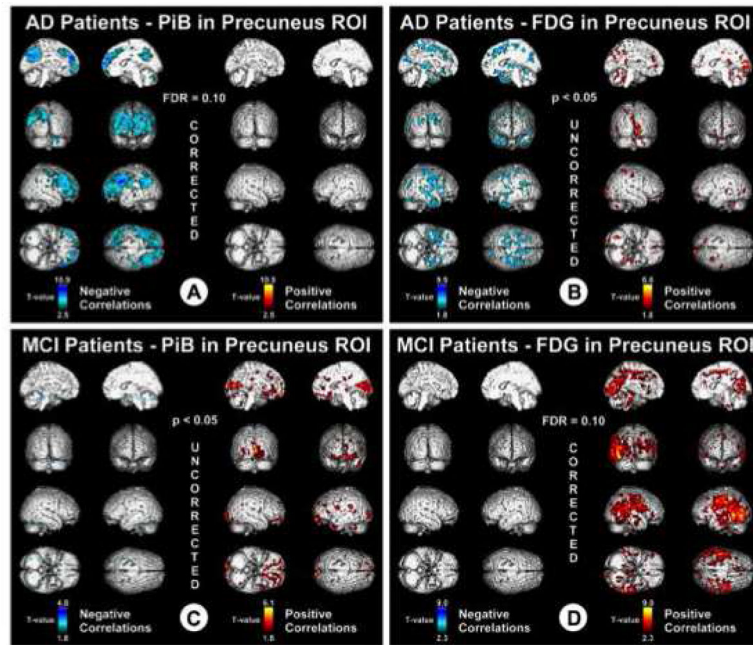 AD Patients - PiB in Precuneus ROI
FDR = 0.10
CORRECTED
10.9
T-value
2.5
Negative
Correlations
A
10.9
T-value
2.5
Positive
Correlations
AD Patients - FDG in Precuneus ROI
p < 0.05
UNCORRECTED
9.9
T-value
1.8
Negative
Correlations
B
6.6
T-value
1.8
Positive
Correlations
MCI Patients - PiB in Precuneus ROI
p < 0.05
UNCORRECTED
4.0
T-value
1.8
Negative
Correlations
C
6.1
T-value
1.8
Positive
Correlations
MCI Patients - FDG in Precuneus ROI
FDR = 0.10
CORRECTED
9.0
T-value
2.3
Negative
Correlations
D
9.0
T-value
2.3
Positive
Correlations